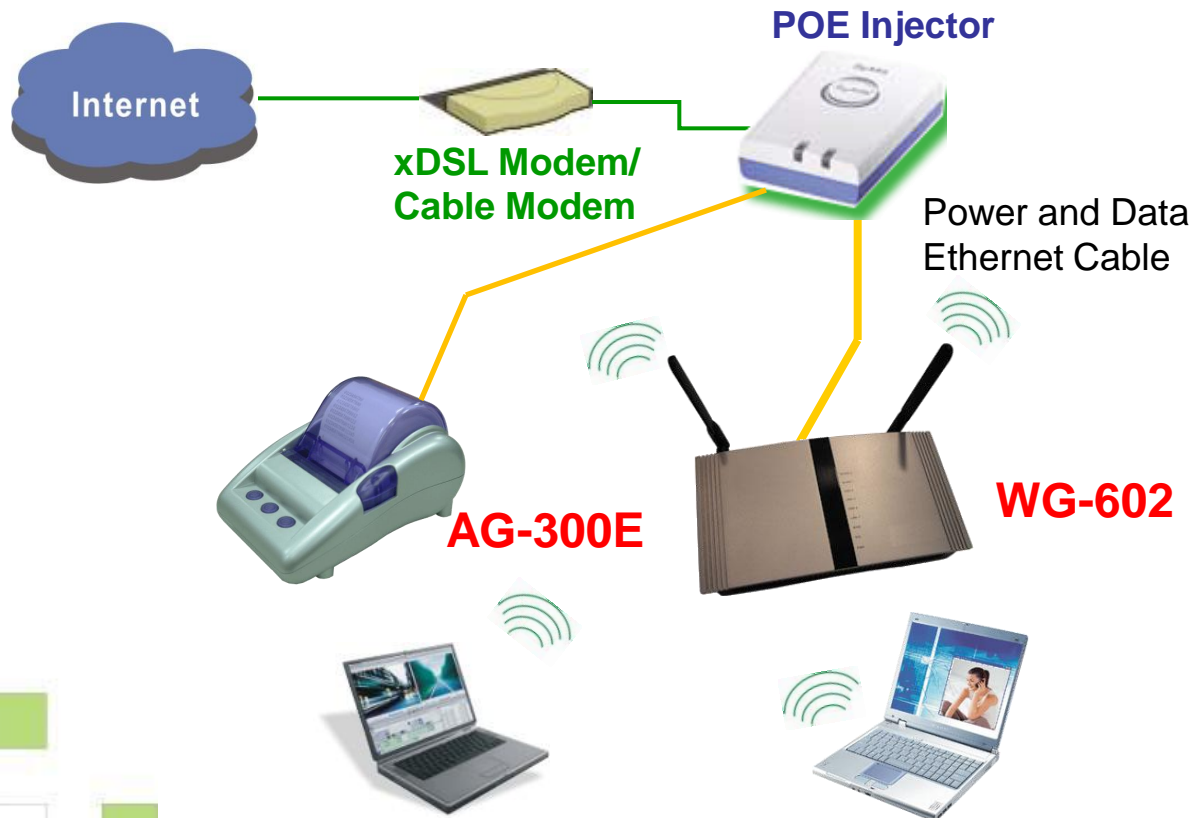 POE Injector
Internet
xDSL Modem/
Cable Modem
Power and Data
Ethernet Cable
AG-300E
WG-602